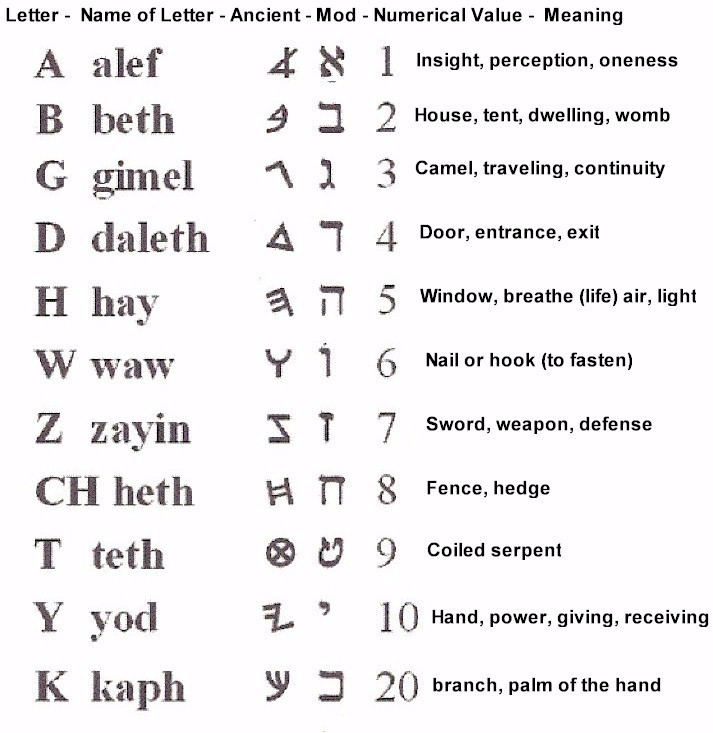 Letter - Name of Letter - Ancient - Mod - Numerical Value - Meaning
A alef 𐤀 א 1 Insight, perception, oneness
B beth 𐤁 ב 2 House, tent, dwelling, womb
G gimel 𐤂 ג 3 Camel, traveling, continuity
D daleth 𐤃 ד 4 Door, entrance, exit
H hay 𐤄 ה 5 Window, breathe (life) air, light
W waw 𐤅 ו 6 Nail or hook (to fasten)
Z zayin 𐤆 ז 7 Sword, weapon, defense
CH heth 𐤇 ח 8 Fence, hedge
T teth 𐤈 ט 9 Coiled serpent
Y yod 𐤉 י 10 Hand, power, giving, receiving
K kaph 𐤊 כ 20 branch, palm of the hand